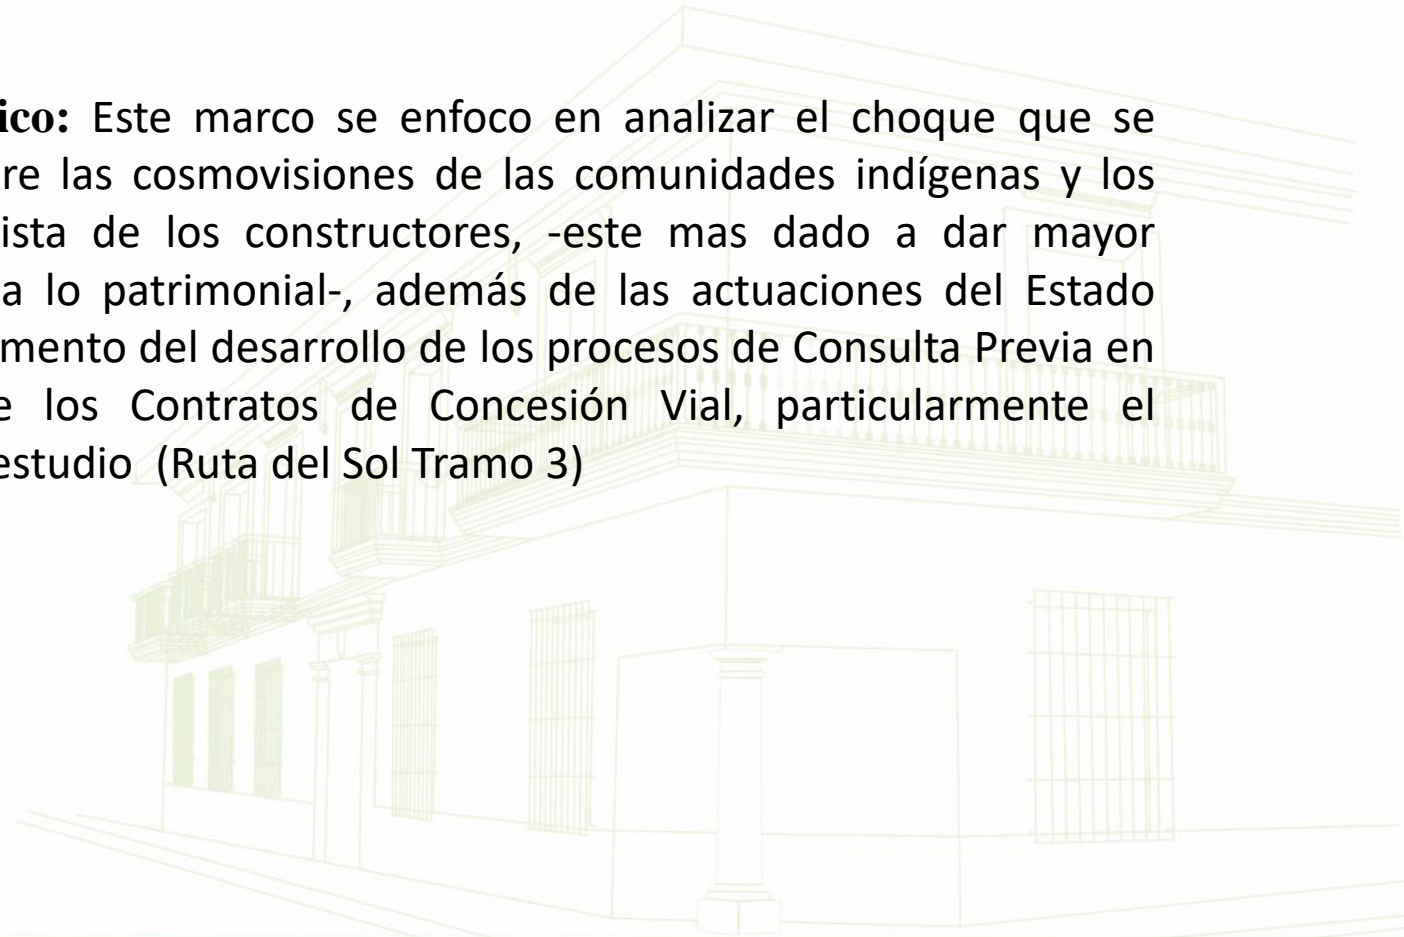 ico: Este marco se enfoco en analizar el choque que se
re las cosmovisiones de las comunidades indígenas y los
ista de los constructores, -este mas dado a dar mayor
a lo patrimonial-, además de las actuaciones del Estado
mento del desarrollo de los procesos de Consulta Previa en
e los Contratos de Concesión Vial, particularmente el
estudio (Ruta del Sol Tramo 3)